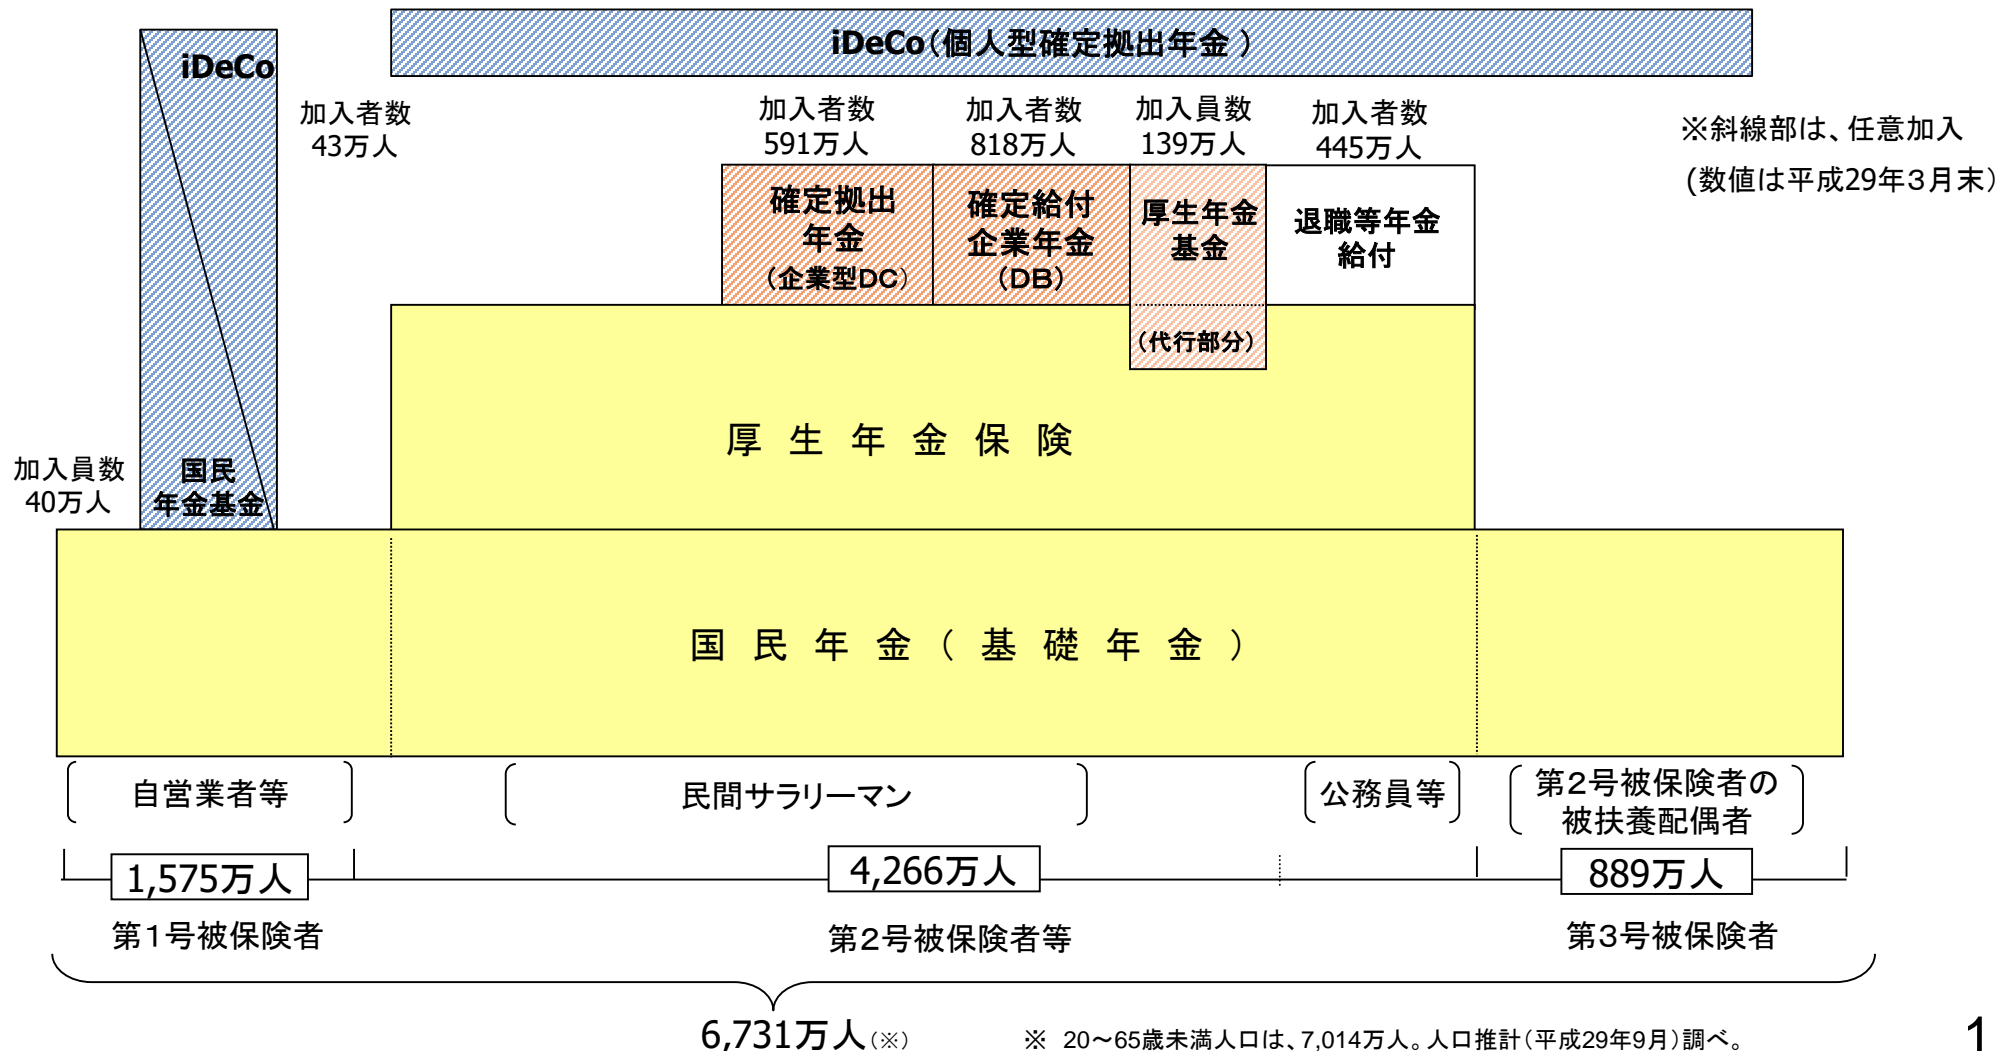 iDeCo（個人型確定拠出年金）
iDeCo
加入者数
43万人
加入者数
591万人
加入者数
818万人
加入員数
139万人
加入者数
445万人
※斜線部は、任意加入
(数値は平成29年３月末）
確定拠出
年金
（企業型DC）
確定給付
企業年金
（ＤＢ）
厚生年金
基金
（代行部分）
退職等年金
給付
厚生年金保険
加入員数
40万人
国民
年金基金
国民年金（基礎年金）
自営業者等
民間サラリーマン
公務員等
第２号被保険者の
被扶養配偶者
1,575万人
4,266万人
889万人
第１号被保険者
第２号被保険者等
第３号被保険者
6,731万人（※）
※ 20～65歳未満人口は、7,014万人。人口推計（平成29年9月）調べ。
1